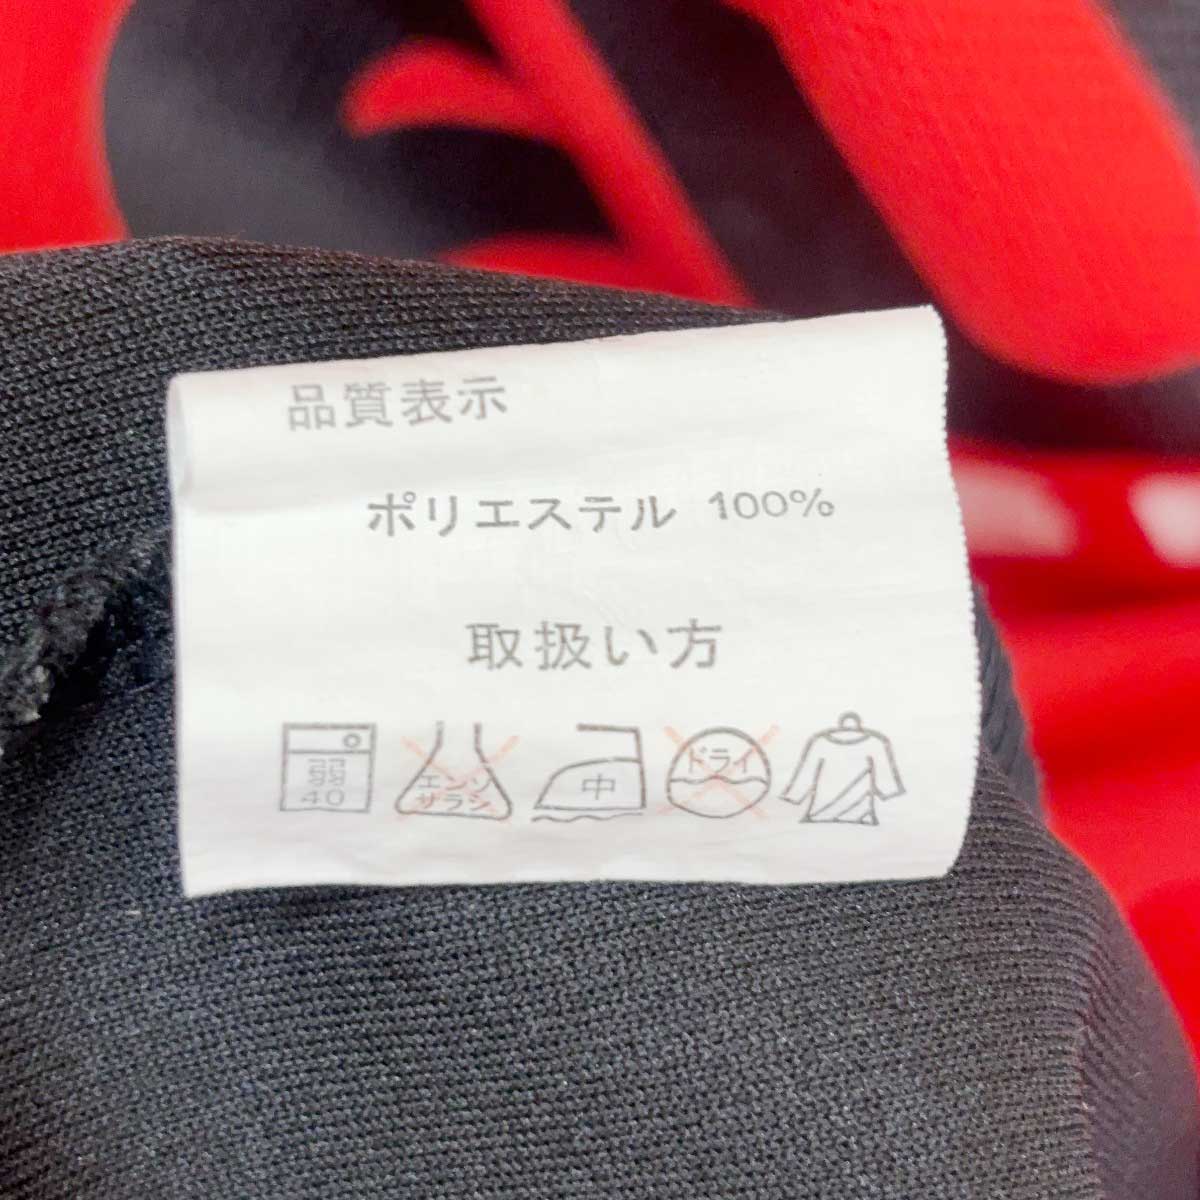 品質表示
ポリエステル 100%
取扱い方
弱 エンソ 中 ドライ
40 サラシ